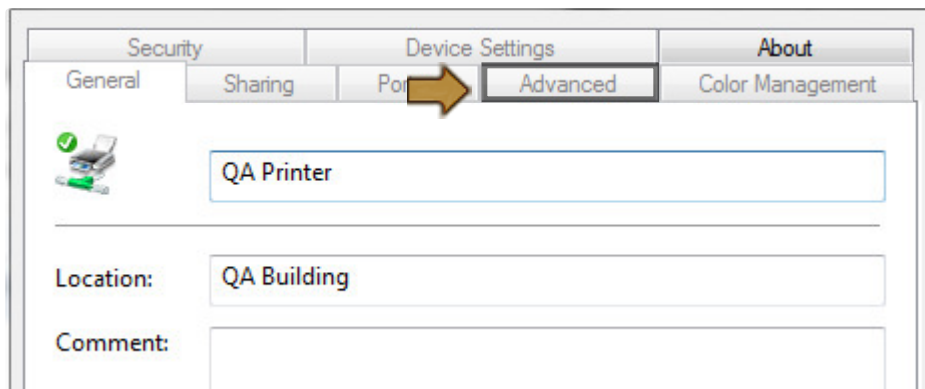 Security Device Settings About
General Sharing Advanced Color Management
QA Printer
Location: QA Building
Comment: